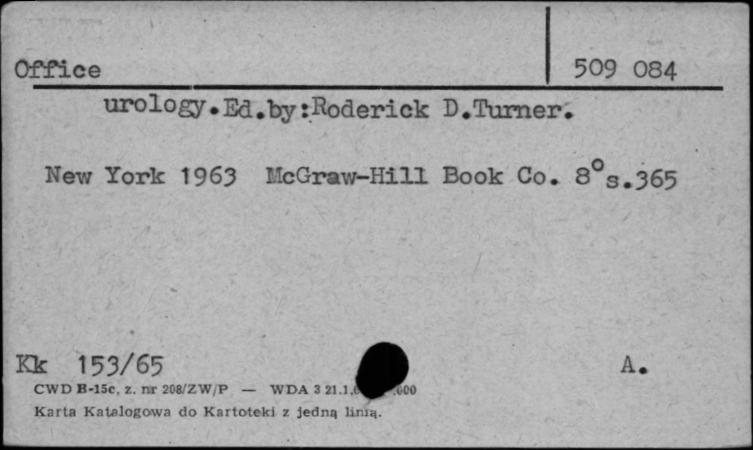 Office 509 084
urology.Ed.by:Roderick D.Turner.
New York 1963 McGraw-Hill Book Co. 8° s.365
Kk 153/65 A.
CWD B-15c, z. nr 208/ZW/P — WDA 3 21.1. .000
Karta Katalogowa do Kartoteki z jedną linią.